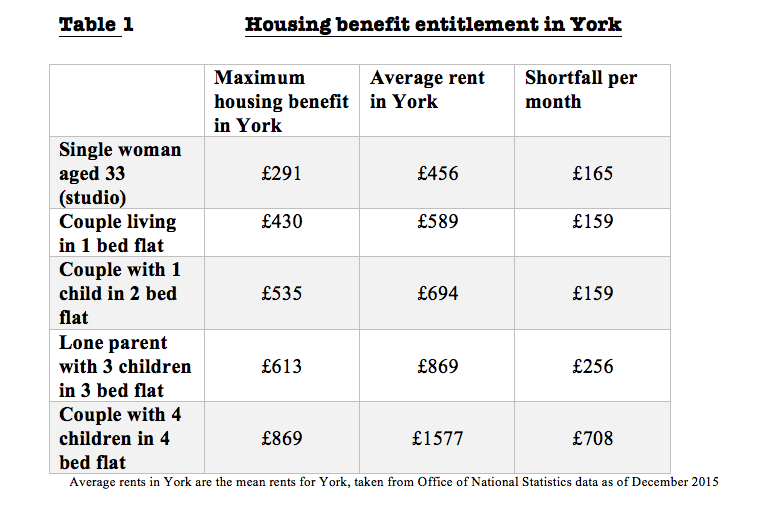 Table 1 Housing benefit entitlement in York
Maximum housing benefit in York Average rent in York Shortfall per month
Single woman aged 33 (studio) £291 £456 £165
Couple living in 1 bed flat £430 £589 £159
Couple with 1 child in 2 bed flat £535 £694 £159
Lone parent with 3 children in 3 bed flat £613 £869 £256
Couple with 4 children in 4 bed flat £869 £1577 £708
Average rents in York are the mean rents for York, taken from Office of National Statistics data as of December 2015